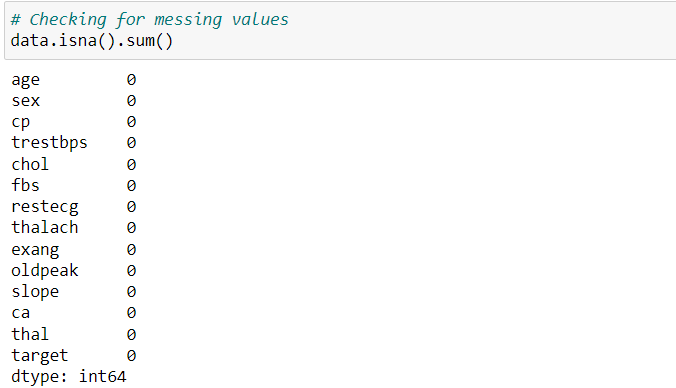 # Checking for messing values
data.isna().sum()
age 0
sex 0
cp 0
trestbps 0
chol 0
fbs 0
restecg 0
thalach 0
exang 0
oldpeak 0
slope 0
ca 0
thal 0
target 0
dtype: int64